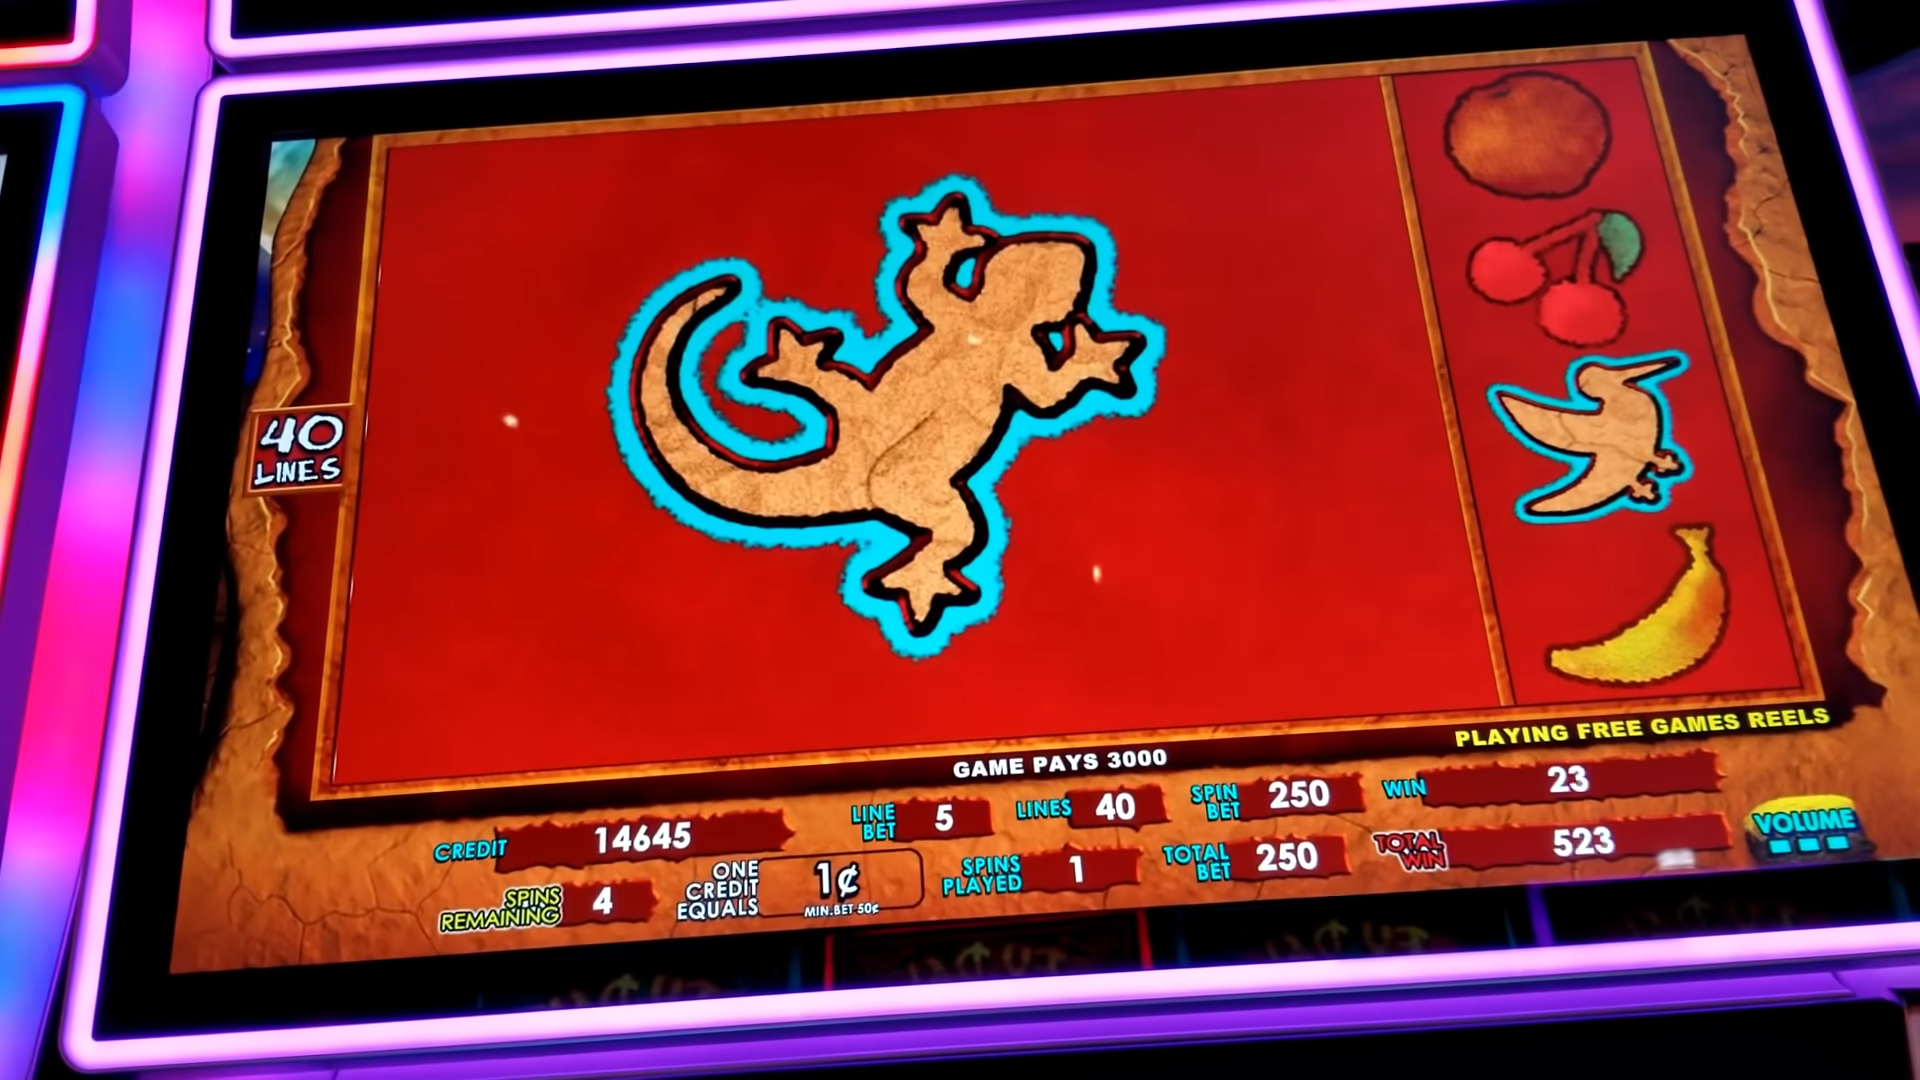 40
LINES
GAME PAYS 3000
PLAYING FREE GAMES REELS
CREDIT 14645
LINE BET 5
LINES 40
SPIN BET 250
WIN 23
SPINS REMAINING 4
ONE CREDIT EQUALS 1¢
MIN.BET 50¢
SPINS PLAYED 1
TOTAL BET 250
TOTAL WIN 523
VOLUME